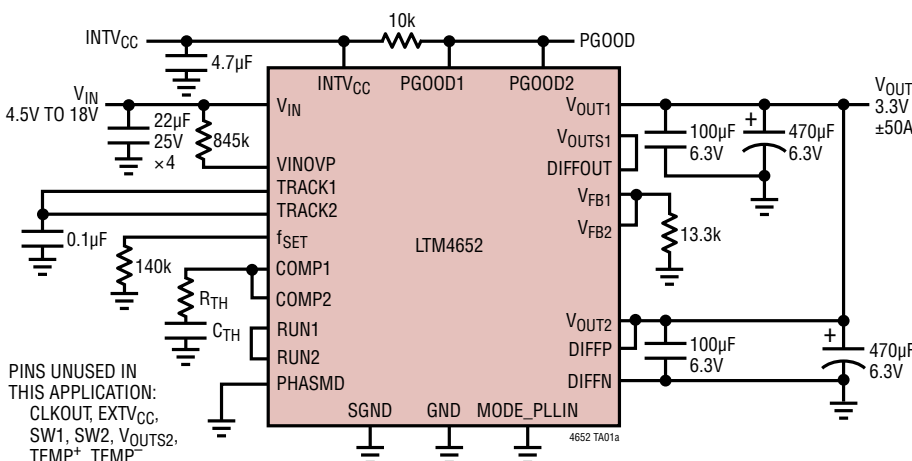 10k
INTVCC
PGOOD
4.7µF
INTVCC
PGOOD1
PGOOD2
VIN
4.5V TO 18V
22µF
25V
×4
845k
VIN
VINOVP
TRACK1
TRACK2
fSET
COMP1
COMP2
RUN1
RUN2
PHASMD
0.1µF
140k
RTH
CTH
LTM4652
VOUT1
VOUTS1
DIFFOUT
VFB1
VFB2
VOUT2
DIFFP
DIFFN
100µF
6.3V
+
470µF
6.3V
VOUT
3.3V
±50A
13.3k
100µF
6.3V
+
470µF
6.3V
SGND
GND
MODE_PLLIN
4652 TA01a
PINS UNUSED IN
THIS APPLICATION:
CLKOUT, EXTVCC,
SW1, SW2, VOUTS2,
TEMP+, TEMP–